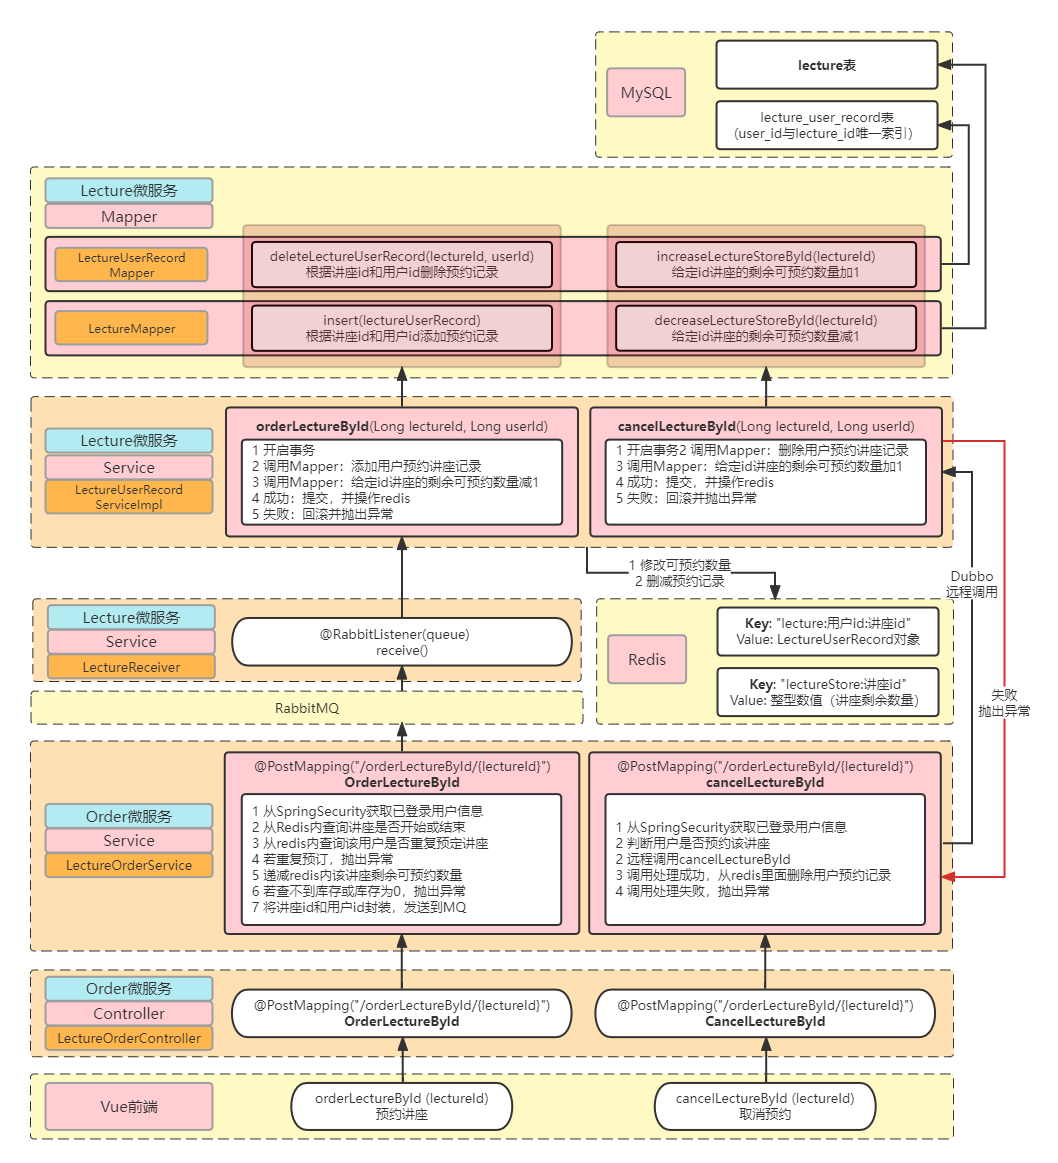 MySQL
lecture表
lecture_user_record表
（user_id与lecture_id唯一索引）
Lecture微服务
Mapper
LectureUserRecord
Mapper
deleteLectureUserRecord(lectureId, userId)
根据讲座id和用户id删除预约记录
increaseLectureStoreById(lectureId)
给定id讲座的剩余可预约数量加1
LectureMapper
insert(lectureUserRecord)
根据讲座id和用户id添加预约记录
decreaseLectureStoreById(lectureId)
给定id讲座的剩余可预约数量减1
Lecture微服务
Service
LectureUserRecord
ServiceImpl
orderLectureById(Long lectureId, Long userId)
1 开启事务
2 调用Mapper：添加用户预约讲座记录
3 调用Mapper：给定id讲座的剩余可预约数量减1
4 成功：提交，并操作redis
5 失败：回滚并抛出异常
cancelLectureById(Long lectureId, Long userId)
1 开启事务2 调用Mapper：删除用户预约讲座记录
3 调用Mapper：给定id讲座的剩余可预约数量加1
4 成功：提交，并操作redis
5 失败：回滚并抛出异常
1 修改可预约数量
2 删减预约记录
Dubbo
远程调用
Lecture微服务
Service
LectureReceiver
@RabbitListener(queue)
receive()
Redis
Key: "lecture:用户id:讲座id"
Value: LectureUserRecord对象
Key: "lectureStore:讲座id"
Value: 整型数值（讲座剩余数量）
失败
抛出异常
RabbitMQ
Order微服务
Service
LectureOrderService
@PostMapping("/orderLectureById/{lectureId}")
OrderLectureById
1 从SpringSecurity获取已登录用户信息
2 从Redis内查询讲座是否开始或结束
3 从redis内查询该用户是否重复预定讲座
4 若重复预订，抛出异常
5 递减redis内该讲座剩余可预约数量
6 若查不到库存或库存为0，抛出异常
7 将讲座id和用户id封装，发送到MQ
@PostMapping("/orderLectureById/{lectureId}")
cancelLectureById
1 从SpringSecurity获取已登录用户信息
2 判断用户是否预约该讲座
2 远程调用cancelLectureById
3 调用处理成功，从redis里面删除用户预约记录
4 调用处理失败，抛出异常
Order微服务
Controller
LectureOrderController
@PostMapping("/orderLectureById/{lectureId}")
OrderLectureById
@PostMapping("/orderLectureById/{lectureId}")
CancelLectureById
Vue前端
orderLectureById (lectureId)
预约讲座
cancelLectureById (lectureId)
取消预约